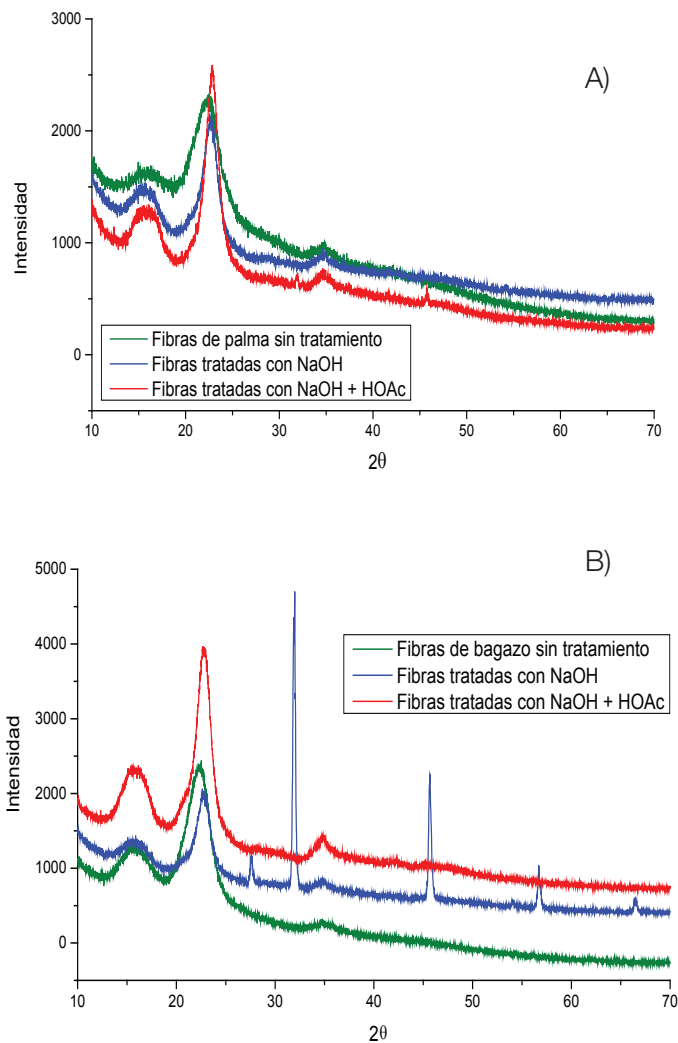 A)
3000
2000
1000
0
Intensidad
Fibras de palma sin tratamiento
Fibras tratadas con NaOH
Fibras tratadas con NaOH + HOAc
10 20 30 40 50 60 70
2θ
B)
5000
4000
3000
2000
1000
0
Intensidad
Fibras de bagazo sin tratamiento
Fibras tratadas con NaOH
Fibras tratadas con NaOH + HOAc
10 20 30 40 50 60 70
2θ